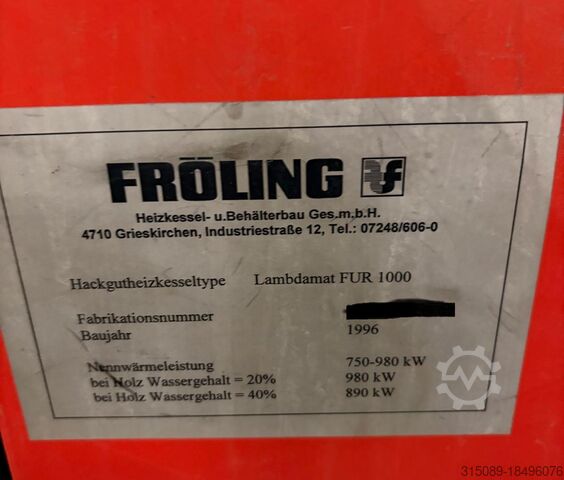 FRÖLING
Heizkessel- u.Behälterbau Ges.m.b.H.
4710 Grieskirchen, Industriestraße 12, Tel.: 07248/606-0
Hackgutheizkesseltype Lambdamat FUR 1000
Fabrikationsnummer
Baujahr 1996
Nennwärmeleistung 750-980 kW
bei Holz Wassergehalt = 20% 980 kW
bei Holz Wassergehalt = 40% 890 kW
315089-18496076